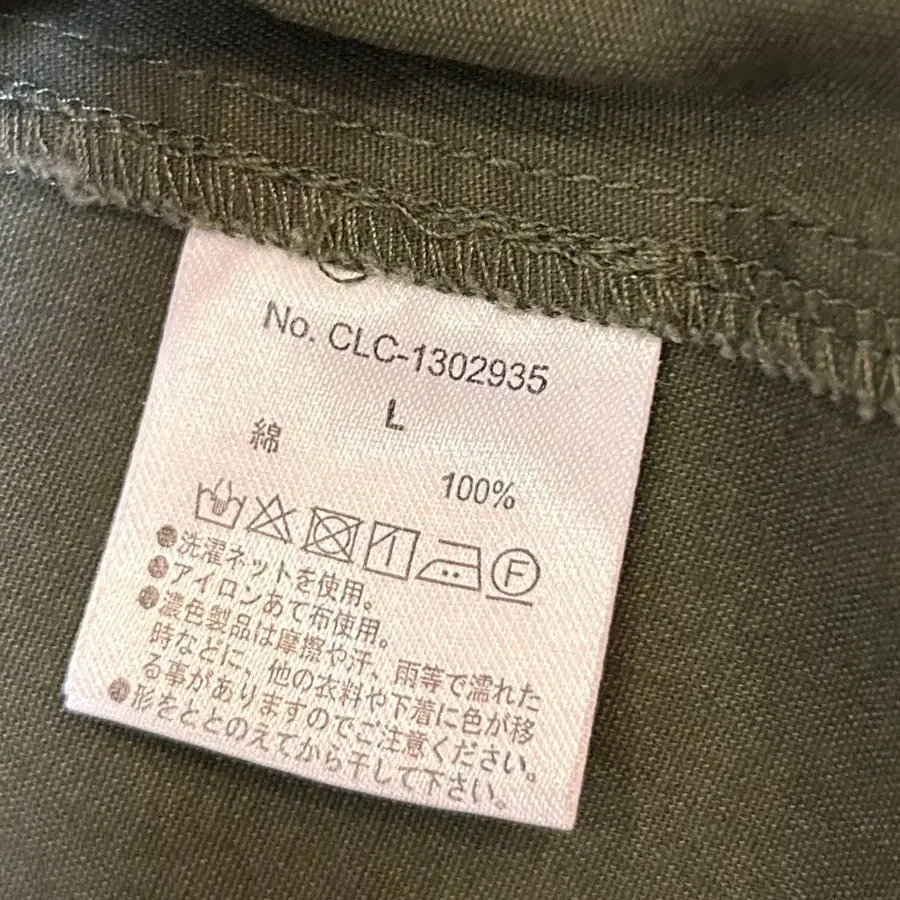 No. CLC-1302935
L
綿 100%
F
●洗濯ネットを使用。
●アイロンあて布使用。
●濃色製品は摩擦や汗、雨等で濡れた
時などに、他の衣料や下着に色が移
る事がありますのでご注意ください。
●形をととのえてから干して下さい。